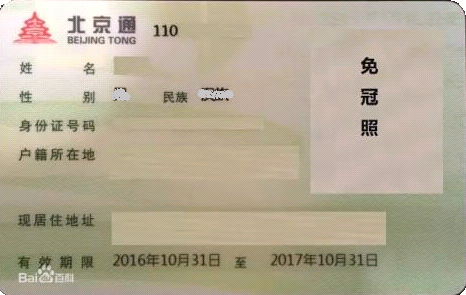 北京通 110
BEIJING TONG
免
冠
照
姓 名
性 别 民族
身份证号码
户籍所在地
现居住地址
有效期限 2016年10月31日 至 2017年10月31日
Bai百科